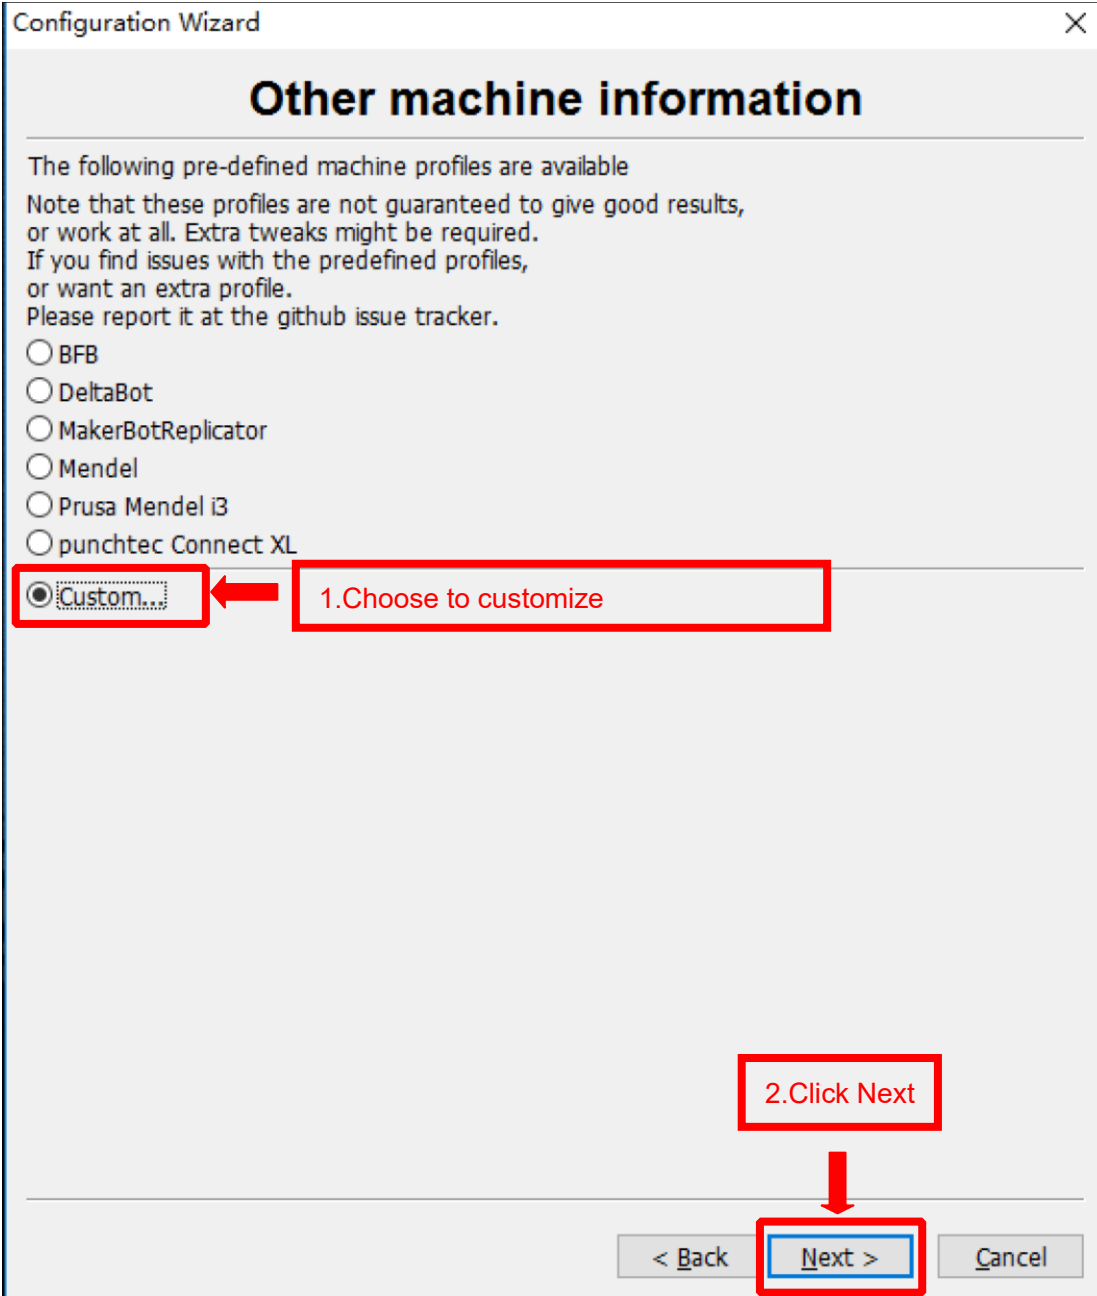 Configuration Wizard
Other machine information
The following pre-defined machine profiles are available
Note that these profiles are not guaranteed to give good results,
or work at all. Extra tweaks might be required.
If you find issues with the predefined profiles,
or want an extra profile.
Please report it at the github issue tracker.
BFB
DeltaBot
MakerBotReplicator
Mendel
Prusa Mendel i3
punchtec Connect XL
Custom...
1.Choose to customize
2.Click Next
< Back
Next >
Cancel